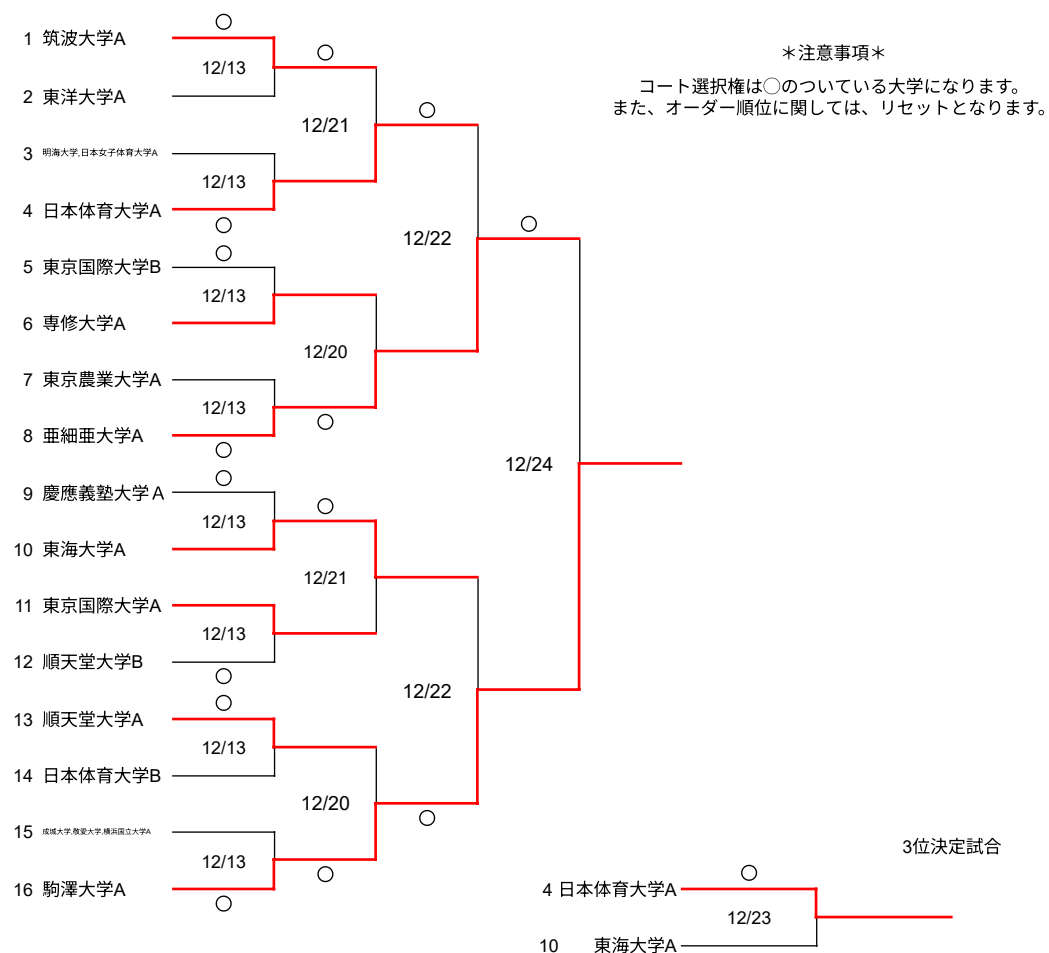 1 筑波大学A
12/13
2 東洋大学A
12/21
3 明海大学,日本女子体育大学A
12/13
4 日本体育大学A
12/22
5 東京国際大学B
12/13
6 専修大学A
12/20
7 東京農業大学A
12/13
8 亜細亜大学A
12/24
9 慶應義塾大学A
12/13
10 東海大学A
12/21
11 東京国際大学A
12/13
12 順天堂大学B
12/22
13 順天堂大学A
12/13
14 日本体育大学B
12/20
15 成城大学,敬愛大学,横浜国立大学A
12/13
16 駒澤大学A
＊注意事項＊
コート選択権は〇のついている大学になります。
また、オーダー順位に関しては、リセットとなります。
3位決定試合
4 日本体育大学A
12/23
10 東海大学A